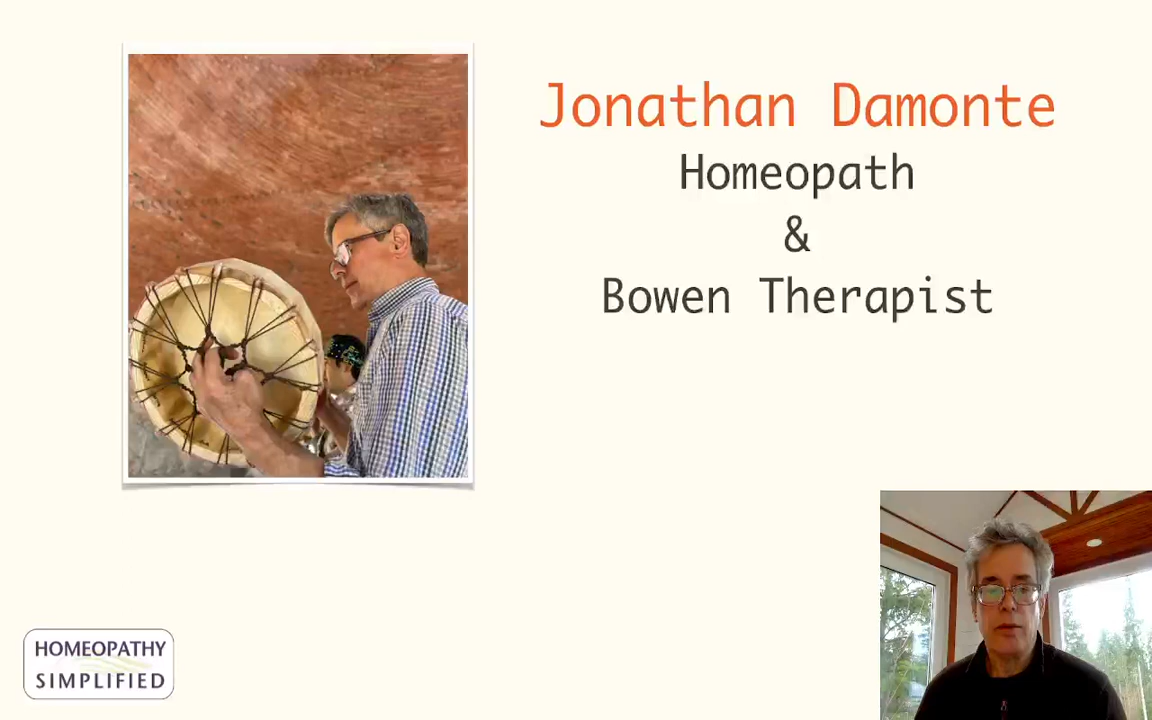 Jonathan Damonte
Homeopath
&
Bowen Therapist
HOMEOPATHY
SIMPLIFIED